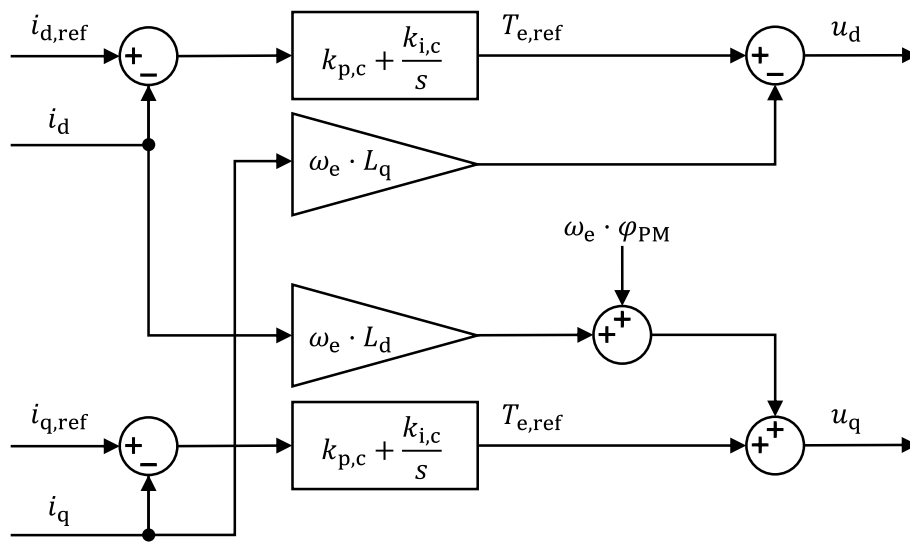 i_d,ref
+
−
k_p,c + k_i,c/s
T_e,ref
+
−
u_d
i_d
ω_e · L_q
ω_e · φ_PM
ω_e · L_d
+
+
i_q,ref
+
−
k_p,c + k_i,c/s
T_e,ref
+
+
u_q
i_q